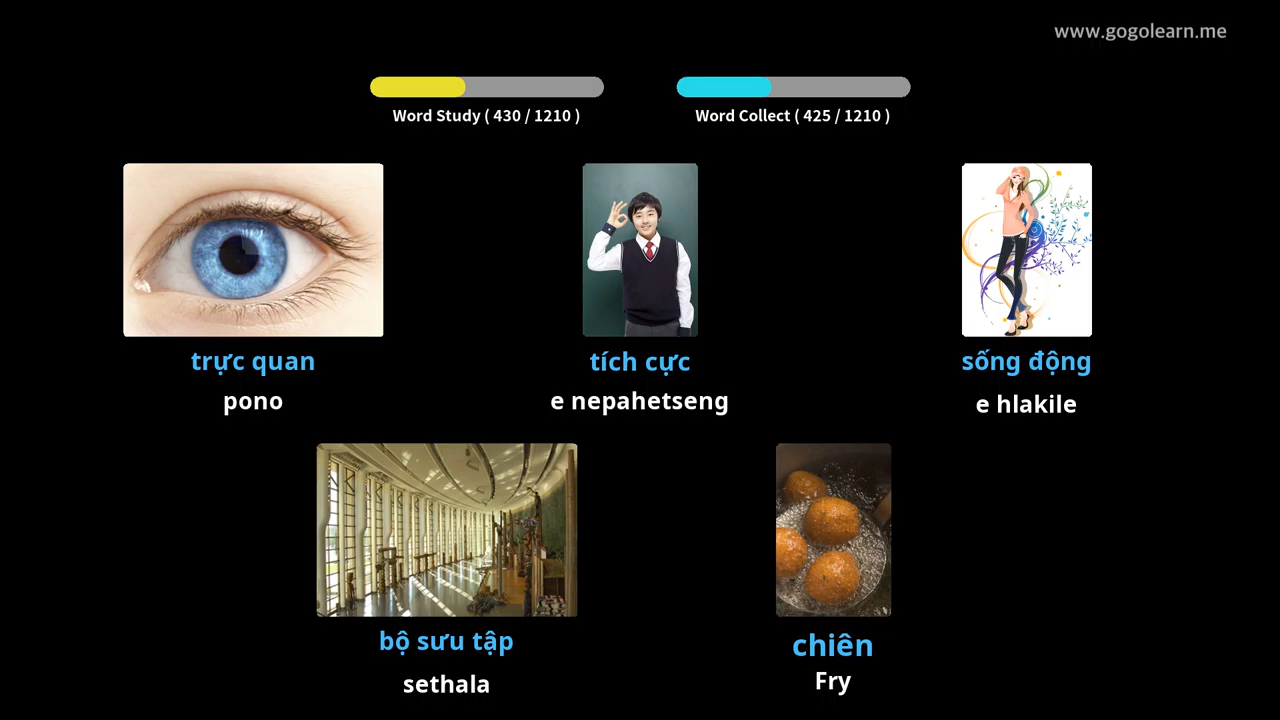 www.gogolearn.me
Word Study ( 430 / 1210 )
Word Collect ( 425 / 1210 )
trực quan
pono
tích cực
e nepahetseng
sống động
e hlakile
bộ sưu tập
sethala
chiên
Fry